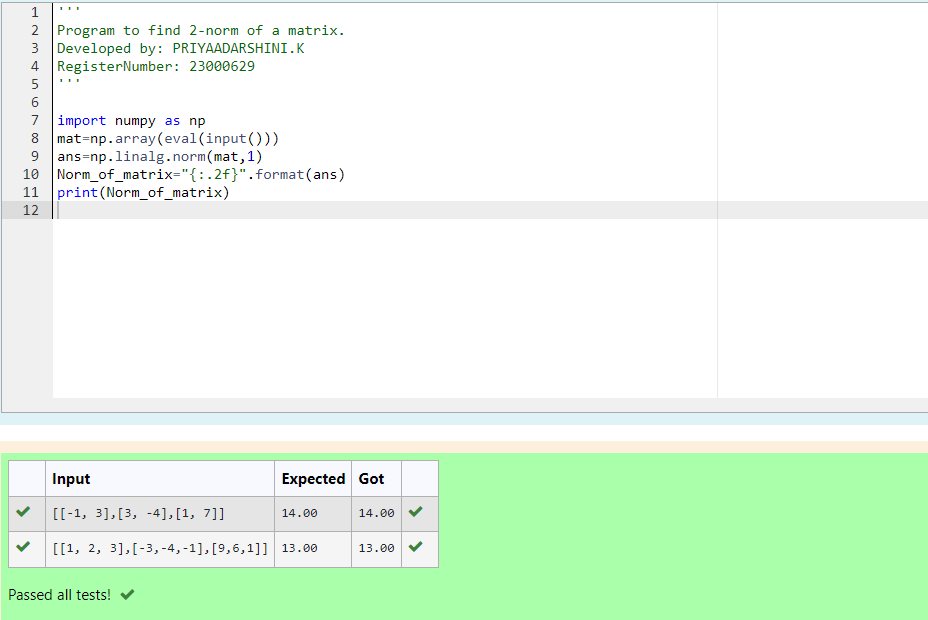 1 '''
2 Program to find 2-norm of a matrix.
3 Developed by: PRIYAADARSHINI.K
4 RegisterNumber: 23000629
5 '''
6
7 import numpy as np
8 mat=np.array(eval(input()))
9 ans=np.linalg.norm(mat,1)
10 Norm_of_matrix="{:.2f}".format(ans)
11 print(Norm_of_matrix)
12
Input Expected Got
[[-1, 3],[3, -4],[1, 7]] 14.00 14.00
[[1, 2, 3],[-3,-4,-1],[9,6,1]] 13.00 13.00
Passed all tests!